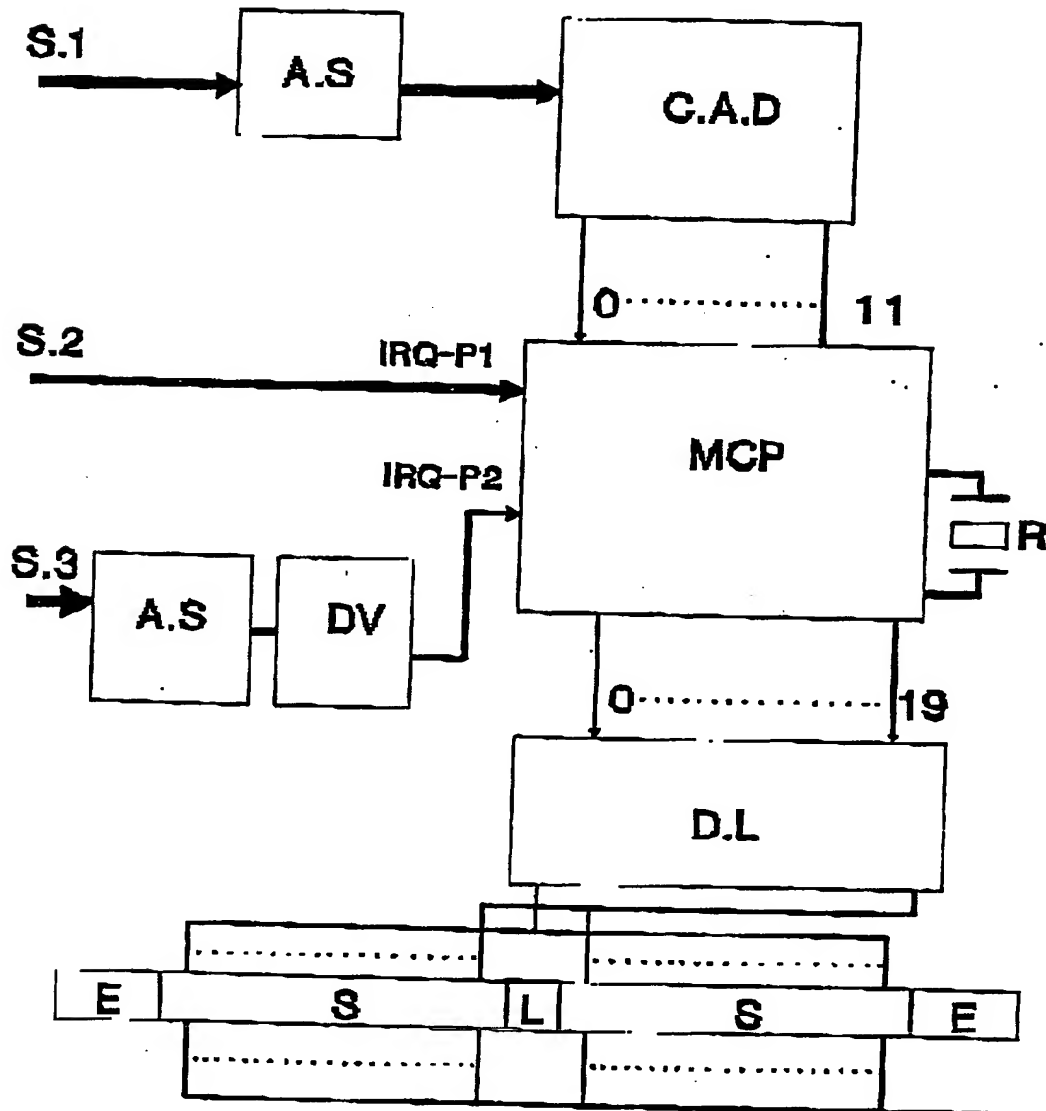 S.1
A.S
C.A.D
0 11
S.2
IRQ-P1
MCP
IRQ-P2
R
S.3
A.S
DV
0 19
D.L
E S L S E